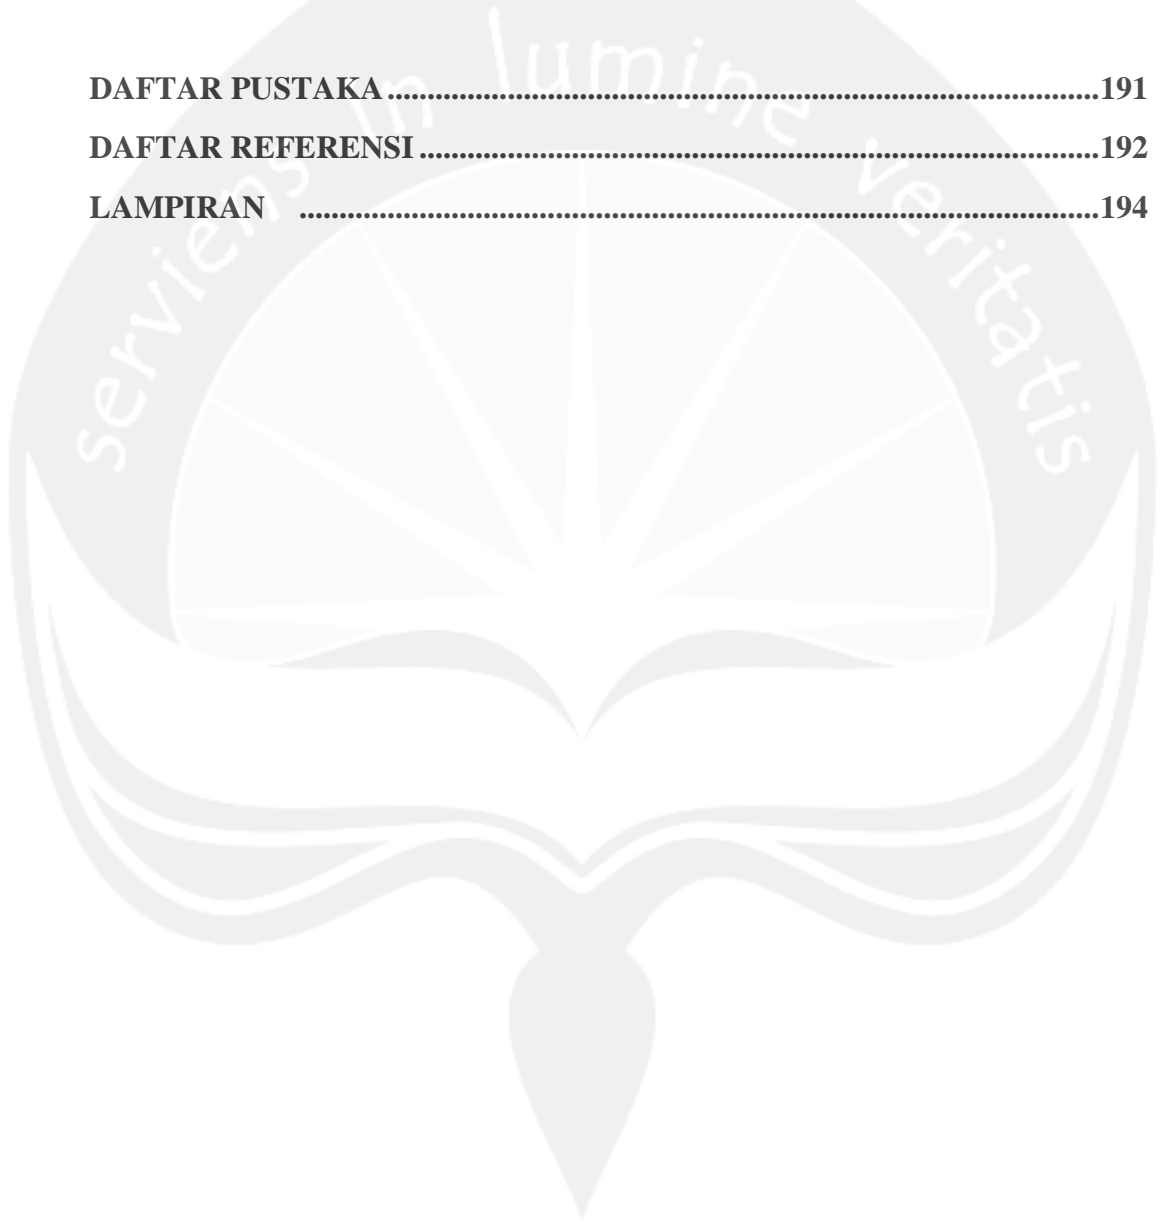 serviens in lumine veritatis
DAFTAR PUSTAKA.........................................................................................191
DAFTAR REFERENSI.....................................................................................192
LAMPIRAN ....................................................................................................194